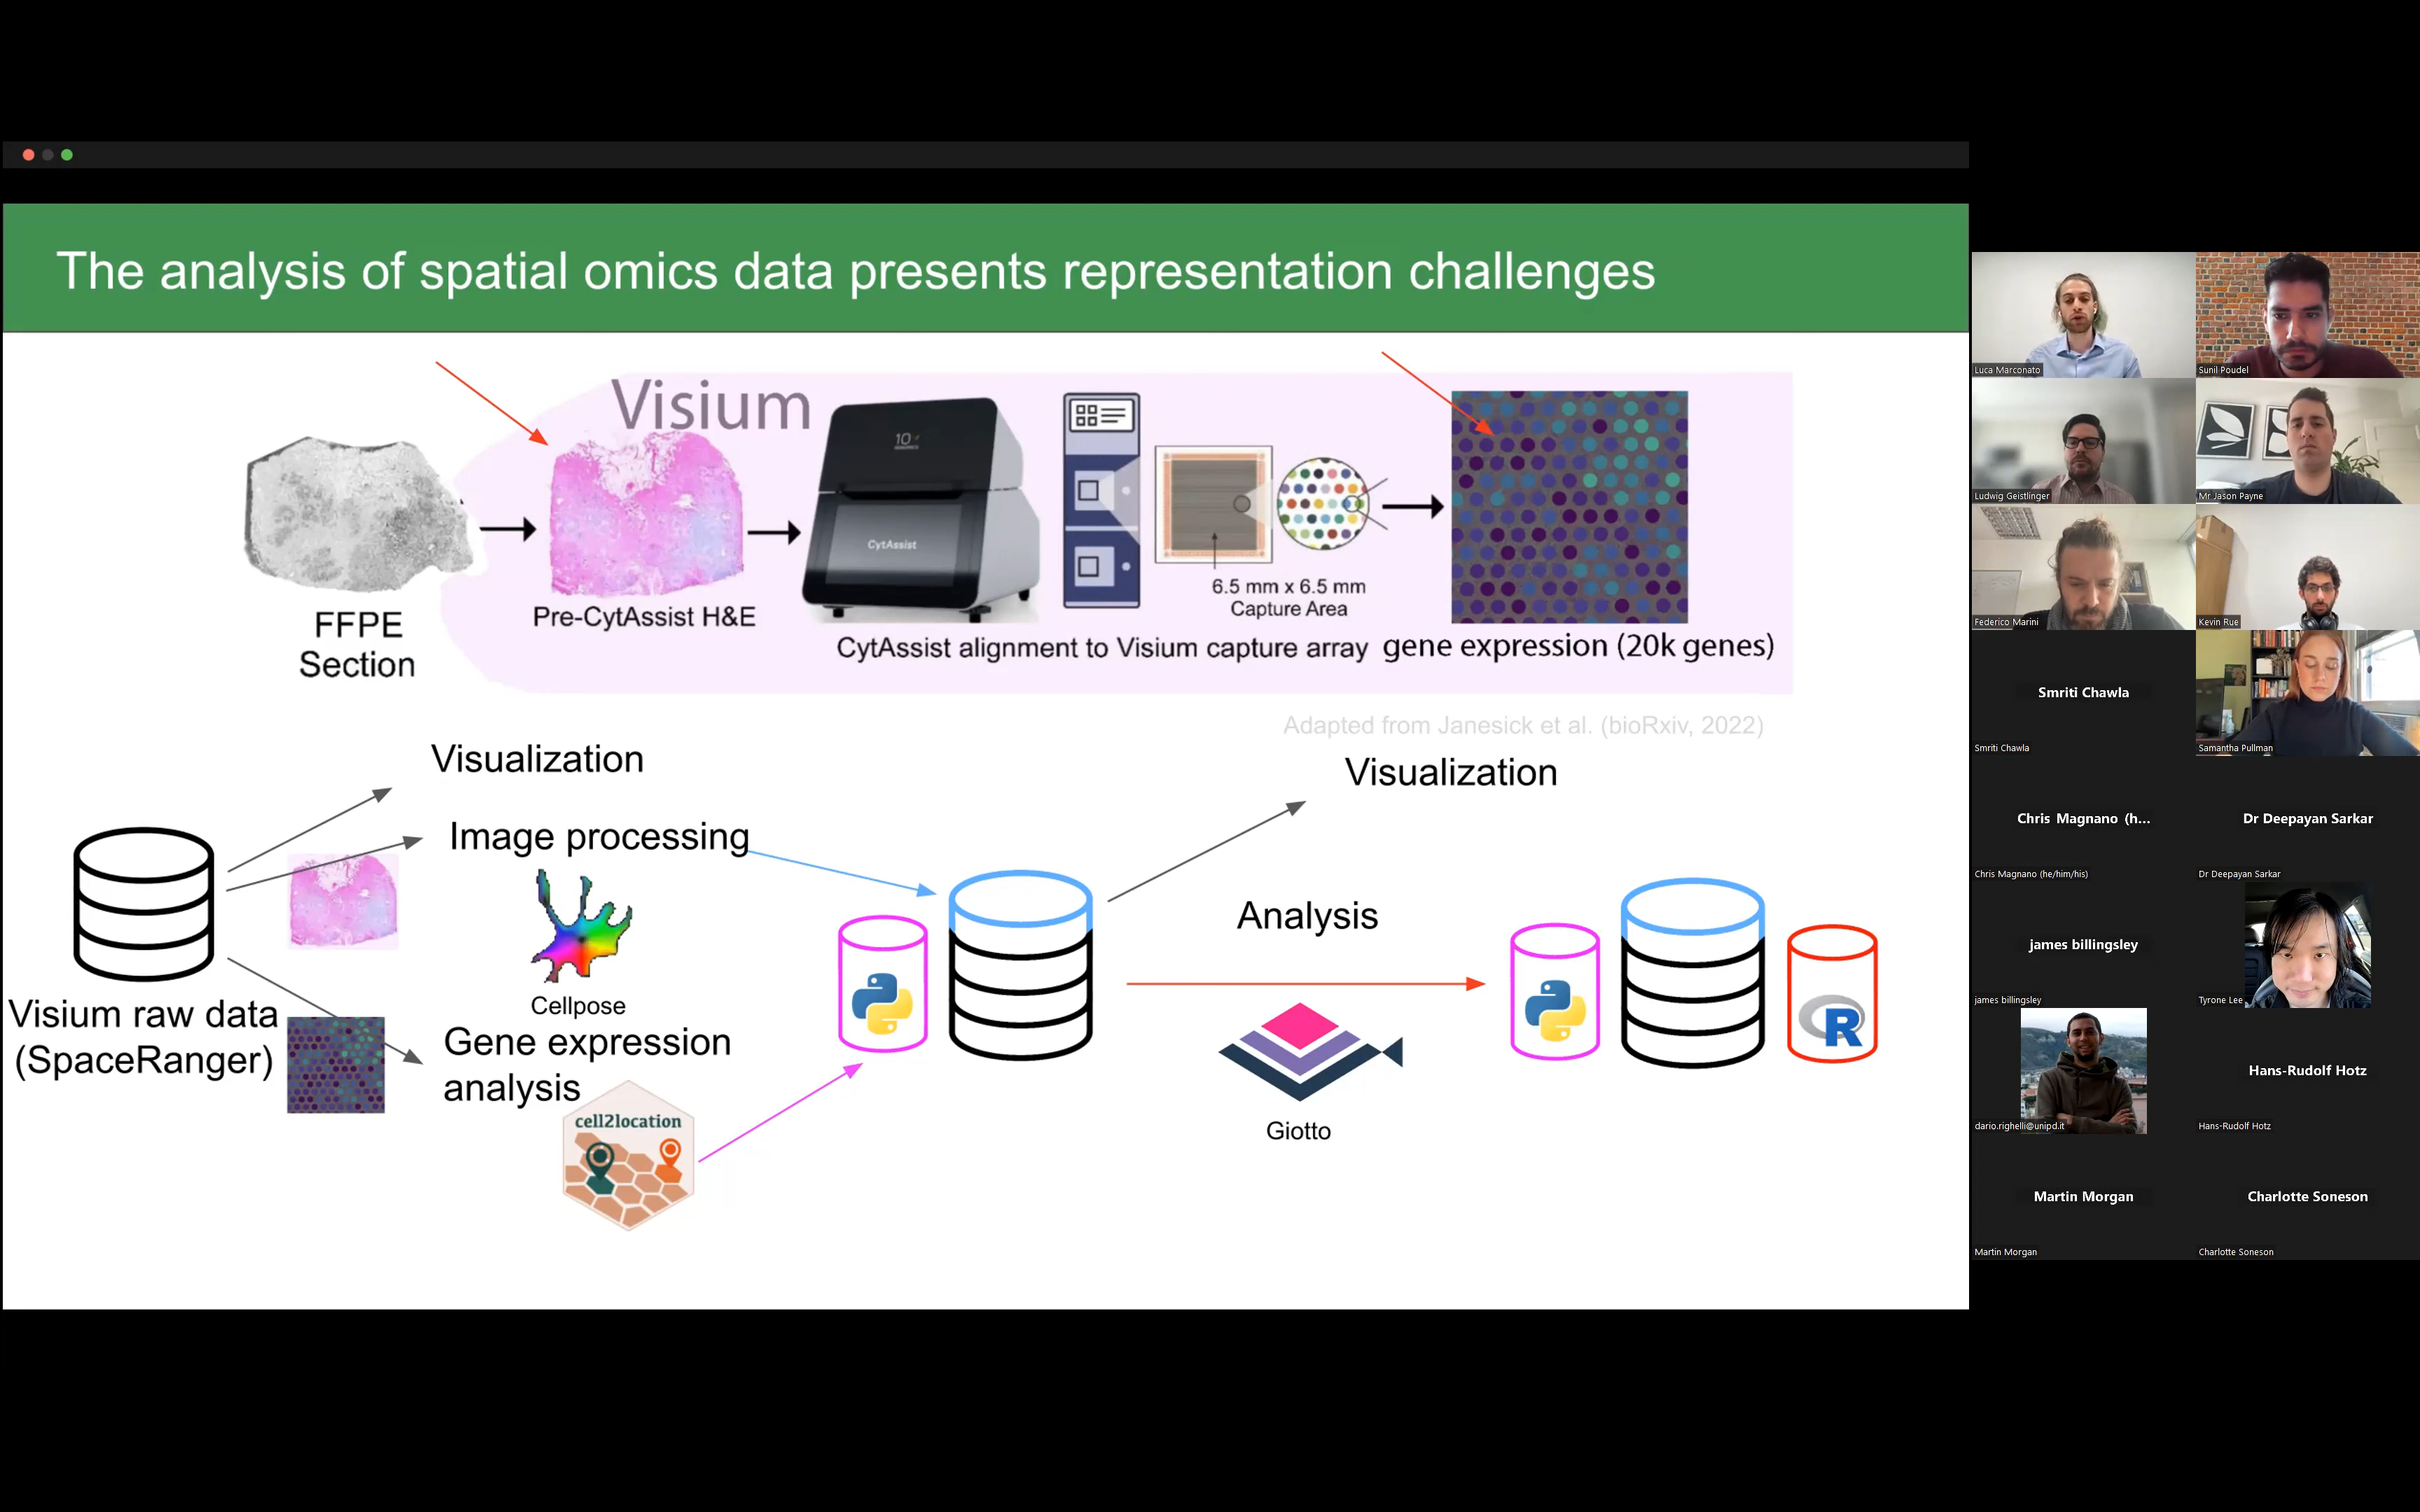 The analysis of spatial omics data presents representation challenges
Visium
10x
GENOMICS
CytAssist
FFPE
Section
Pre-CytAssist H&E
6.5 mm x 6.5 mm
Capture Area
CytAssist alignment to Visium capture array
gene expression (20k genes)
Adapted from Janesick et al. (bioRxiv, 2022)
Visualization
Image processing
Cellpose
Visium raw data
(SpaceRanger)
Gene expression
analysis
cell2location
Visualization
Analysis
Giotto
R
Luca Marconato
Sunil Poudel
Ludwig Geistlinger
Mr Jason Payne
Federico Marini
Kevin Rue
Smriti Chawla
Smriti Chawla
Samantha Pullman
Chris Magnano (h...
Chris Magnano (he/him/his)
Dr Deepayan Sarkar
Dr Deepayan Sarkar
james billingsley
james billingsley
Tyrone Lee
dario.righelli@unipd.it
Hans-Rudolf Hotz
Hans-Rudolf Hotz
Martin Morgan
Martin Morgan
Charlotte Soneson
Charlotte Soneson